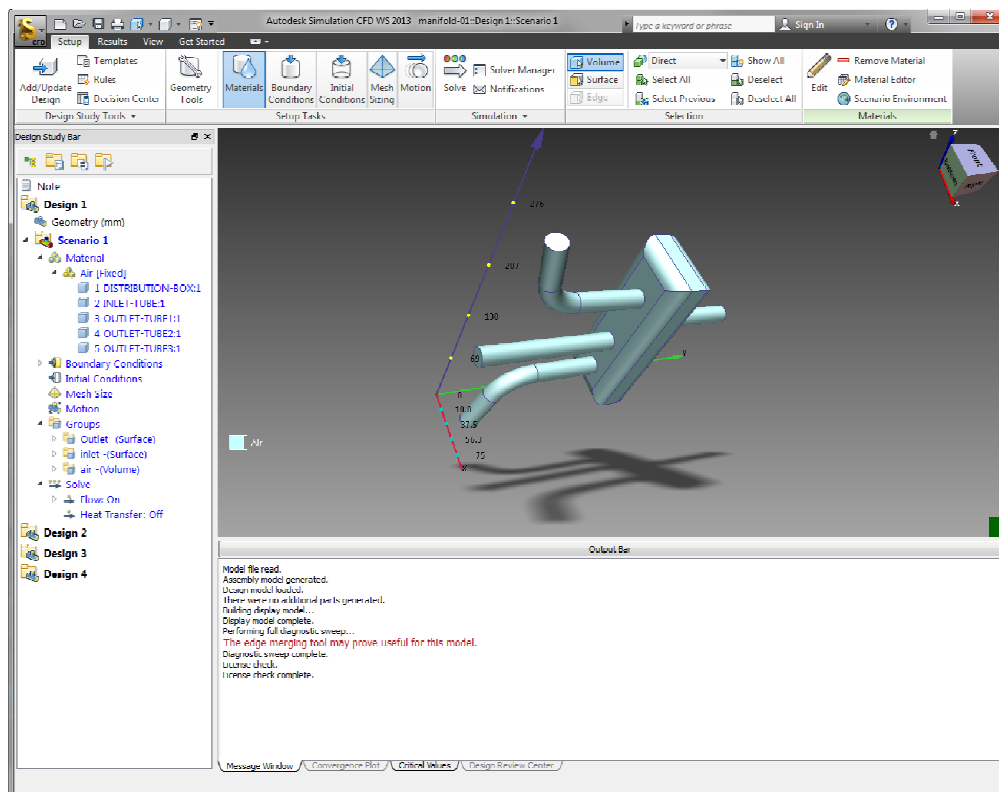 Autodesk Simulation CFD WS 2013 manifold-01::Design 1::Scenario 1
Type a keyword or phrase
Sign In
CFD
Setup Results View Get Started
Add/Update Design
Templates
Rules
Decision Center
Geometry Tools
Materials
Boundary Conditions
Initial Conditions
Mesh Sizing
Motion
Solve
Solver Manager
Notifications
Volume
Surface
Edge
Direct
Select All
Select Previous
Show All
Deselect
Deselect All
Edit
Remove Material
Material Editor
Scenario Environment
Design Study Tools
Setup Tasks
Simulation
Selection
Materials
Design Study Bar
Note
Design 1
Geometry (mm)
Scenario 1
Material
Air [Fixed]
1 DISTRIBUTION-BOX:1
2 INLET-TUBE:1
3 OUTLET-TUBE1:1
4 OUTLET-TUBE2:1
5 OUTLET-TUBE3:1
Boundary Conditions
Initial Conditions
Mesh Size
Motion
Groups
Outlet -(Surface)
inlet -(Surface)
air -(Volume)
Solve
Flow: On
Heat Transfer: Off
Design 2
Design 3
Design 4
276
207
138
69
0
37.5
56.3
75
X
Y
Z
X
Front
Air
Output Bar
Model file read.
Assembly model generated.
Design model loaded.
There were no additional parts generated.
Building display model...
Display model complete.
Performing full diagnostic sweep...
The edge merging tool may prove useful for this model.
Diagnostic sweep complete.
License check.
License check complete.
Message Window
Convergence Plot
Critical Values
Design Review Center